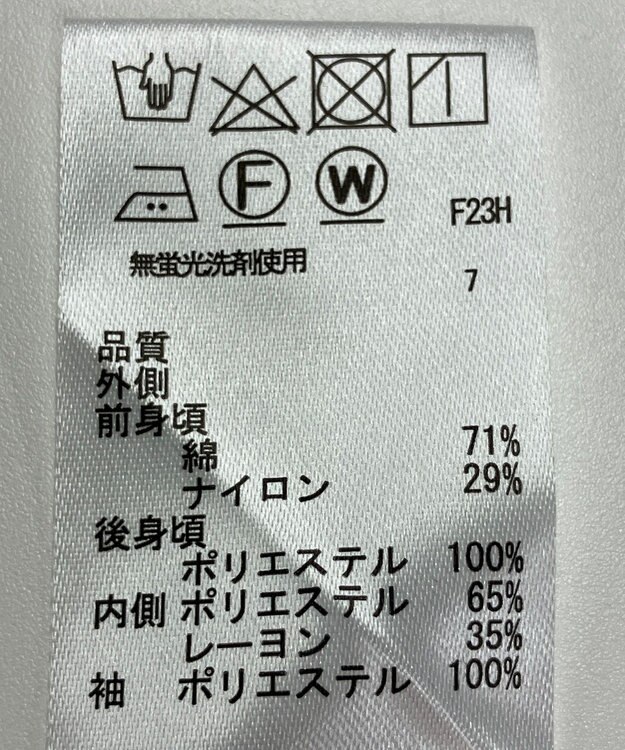 F W F23H
無蛍光洗剤使用
7
品質
外側
前身頃
綿 71%
ナイロン 29%
後身頃
ポリエステル 100%
内側 ポリエステル 65%
レーヨン 35%
袖 ポリエステル 100%